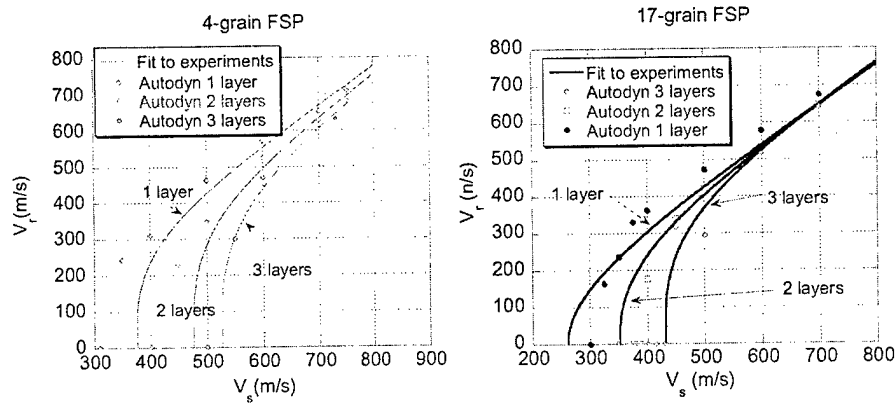 4-grain FSP
800
700
600
500
400
300
200
100
0
V_r(m/s)
Fit to experiments
Autodyn 1 layer
Autodyn 2 layers
Autodyn 3 layers
1 layer
2 layers
3 layers
300 400 500 600 700 800 900
V_s(m/s)
17-grain FSP
800
700
600
500
400
300
200
100
0
V_r (n/s)
Fit to experiments
Autodyn 3 layers
Autodyn 2 layers
Autodyn 1 layer
1 layer
3 layers
2 layers
200 300 400 500 600 700 800
V_s (m/s)